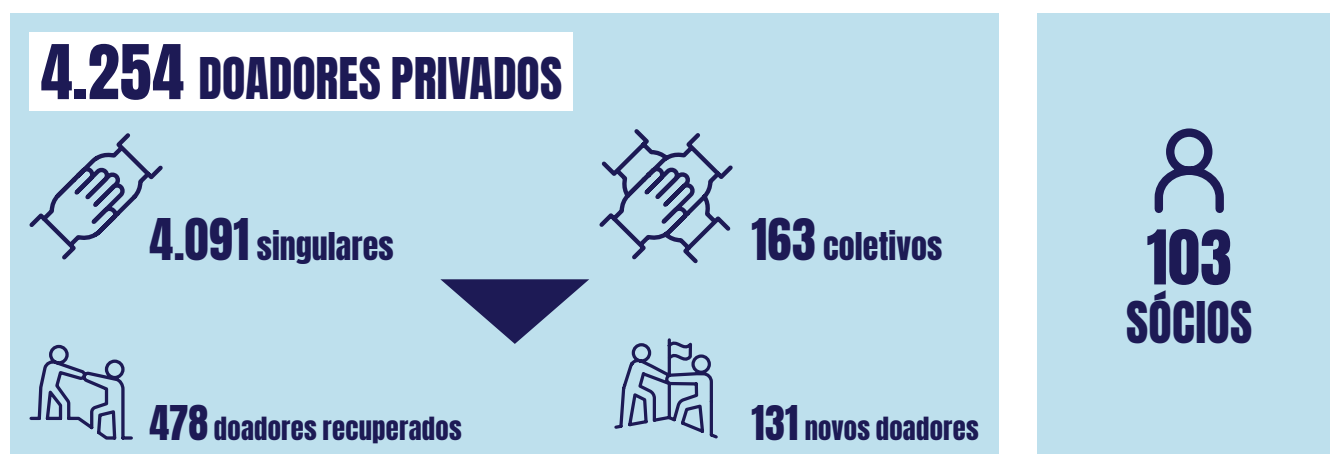 4.254 DOADORES PRIVADOS
4.091 singulares
163 coletivos
478 doadores recuperados
131 novos doadores
103
SÓCIOS